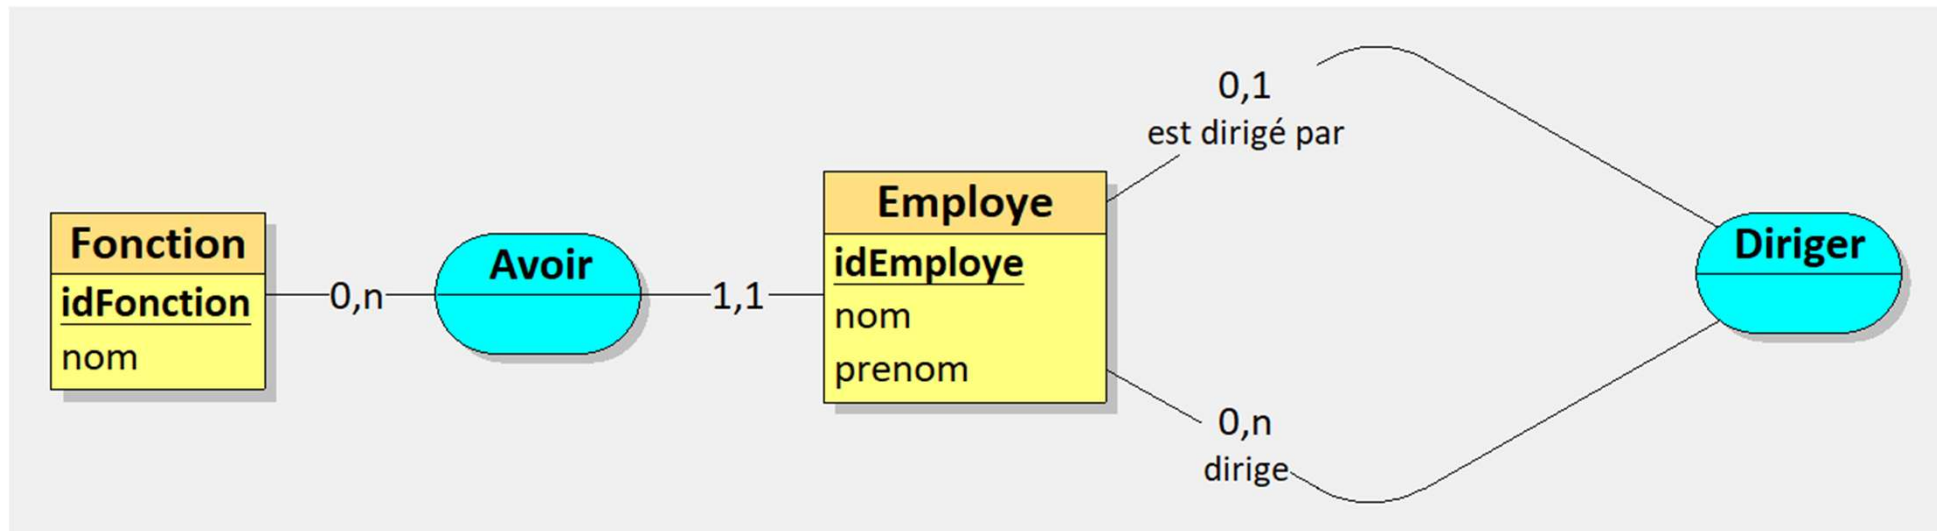 Fonction
idFonction
nom
0,n
Avoir
1,1
Employe
idEmploye
nom
prenom
0,1
est dirigé par
0,n
dirige
Diriger